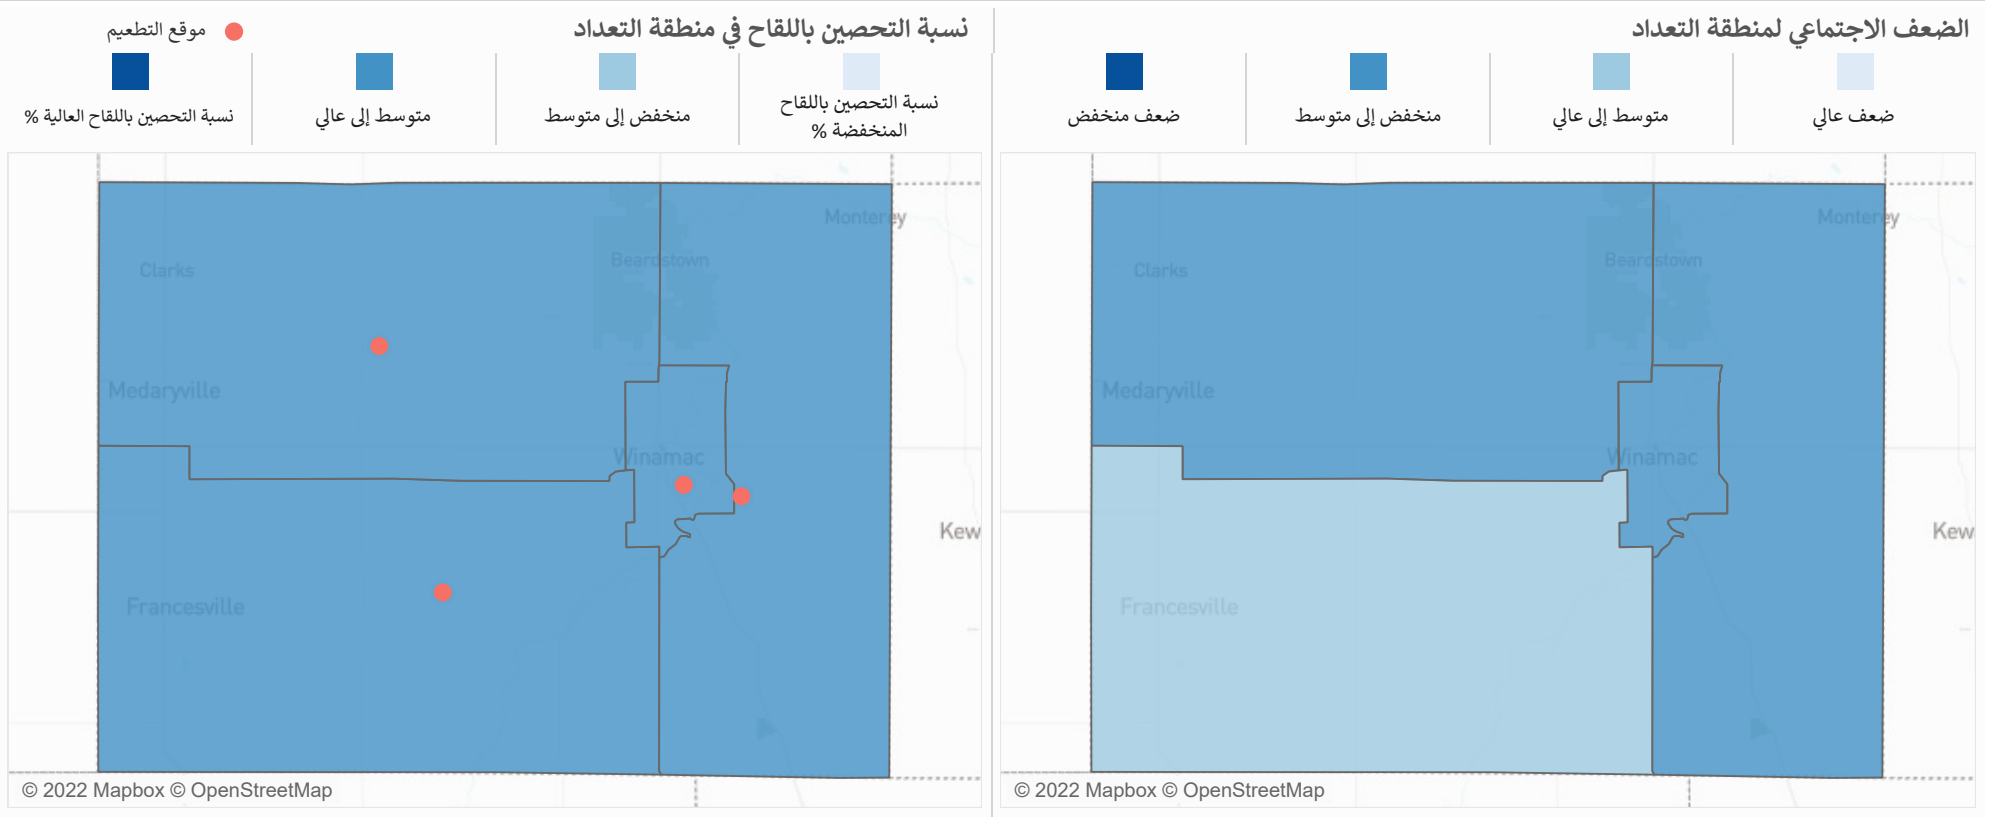 الضعف الاجتماعي لمنطقة التعداد
ضعف عالي
متوسط إلى عالي
منخفض إلى متوسط
ضعف منخفض
Monterey
Beardstown
Clarks
Medaryville
Winamac
Kew
Francesville
© 2022 Mapbox © OpenStreetMap
نسبة التحصين باللقاح في منطقة التعداد
موقع التطعيم
نسبة التحصين باللقاح
المنخفضة %
منخفض إلى متوسط
متوسط إلى عالي
نسبة التحصين باللقاح العالية %
Monterey
Beardstown
Clarks
Medaryville
Winamac
Kew
Francesville
© 2022 Mapbox © OpenStreetMap